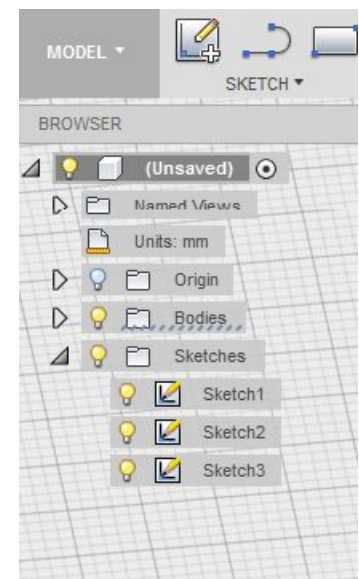 MODEL
SKETCH
BROWSER
(Unsaved)
Named Views
Units: mm
Origin
Bodies
Sketches
Sketch1
Sketch2
Sketch3